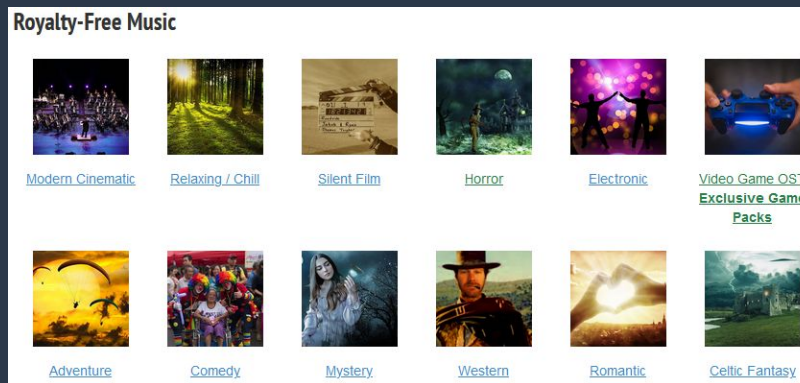 Royalty-Free Music
Modern Cinematic
Relaxing / Chill
Silent Film
Horror
Electronic
Video Game OST
Exclusive Game
Packs
Adventure
Comedy
Mystery
Western
Romantic
Celtic Fantasy